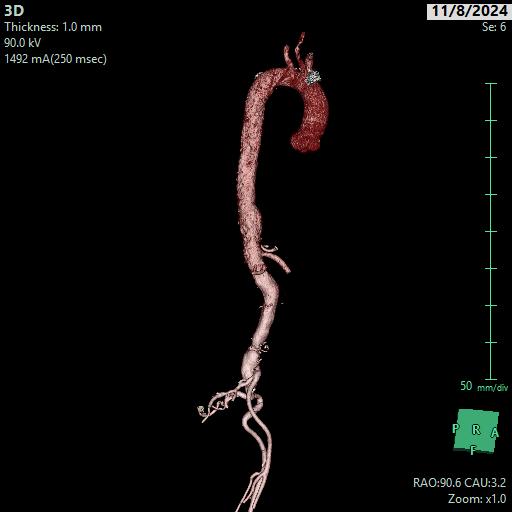 3D
Thickness: 1.0 mm
90.0 kV
1492 mA(250 msec)
11/8/2024
Se: 6
50 mm/div
P R A
F
RAO:90.6 CAU:3.2
Zoom: x1.0